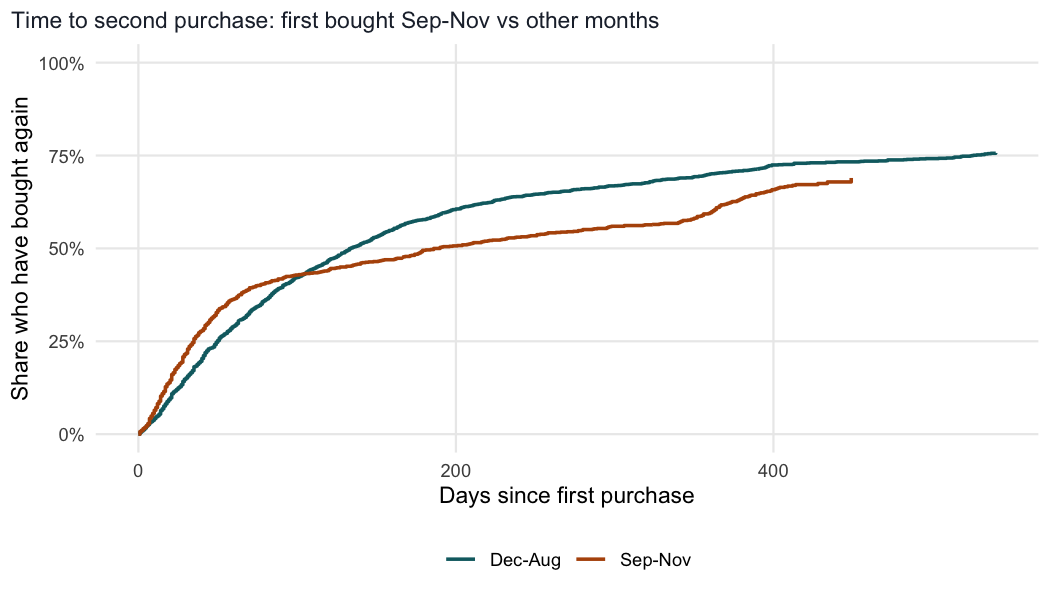 Time to second purchase: first bought Sep-Nov vs other months
100%
75%
50%
25%
0%
Share who have bought again
0 200 400
Days since first purchase
Dec-Aug Sep-Nov